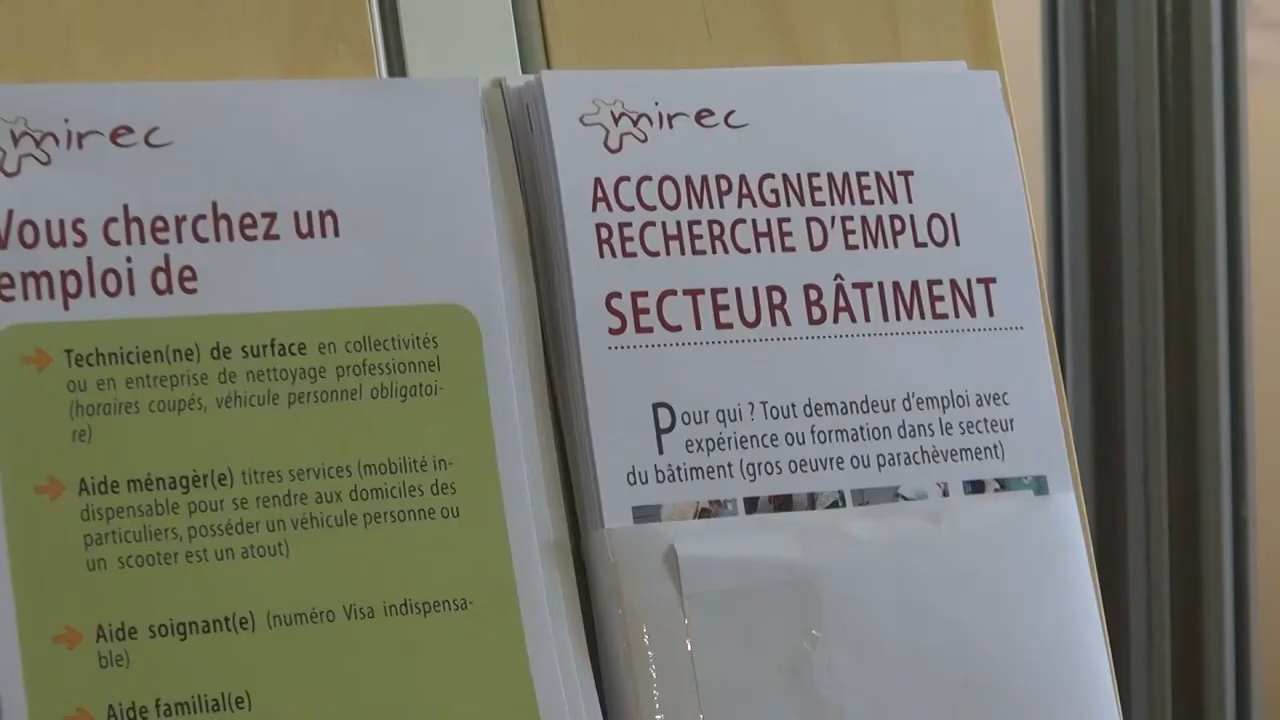 mirec
Vous cherchez un
emploi de
Technicien(ne) de surface en collectivités
ou en entreprise de nettoyage professionnel
(horaires coupés, véhicule personnel obligatoi-
re)
Aide ménagèr(e) titres services (mobilité in-
dispensable pour se rendre aux domiciles des
particuliers, posséder un véhicule personne ou
un scooter est un atout)
Aide soignant(e) (numéro Visa indispensa-
ble)
Aide familial(e)
mirec
ACCOMPAGNEMENT
RECHERCHE D'EMPLOI
SECTEUR BÂTIMENT
Pour qui ? Tout demandeur d'emploi avec
expérience ou formation dans le secteur
du bâtiment (gros oeuvre ou parachèvement)